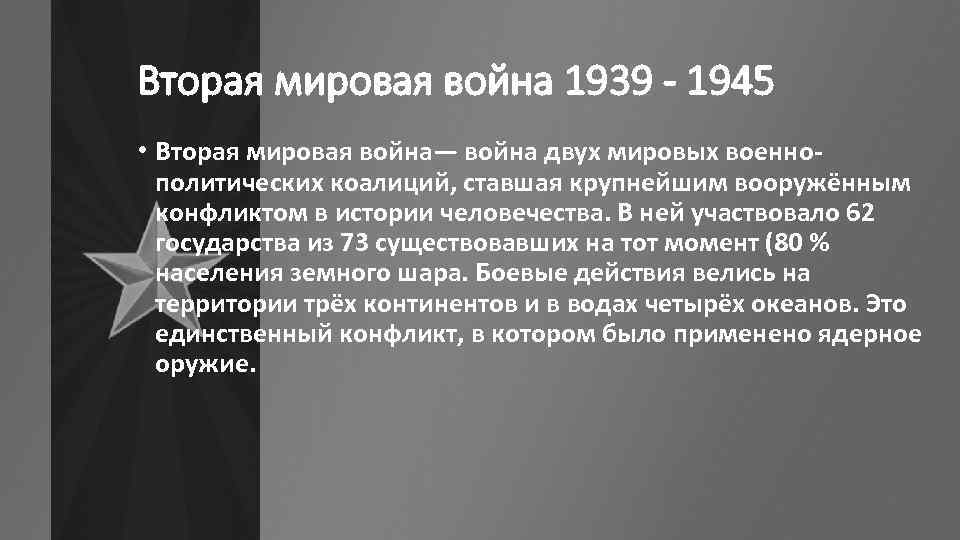 Вторая мировая война 1939 - 1945
• Вторая мировая война— война двух мировых военно-
политических коалиций, ставшая крупнейшим вооружённым
конфликтом в истории человечества. В ней участвовало 62
государства из 73 существовавших на тот момент (80 %
населения земного шара. Боевые действия велись на
территории трёх континентов и в водах четырёх океанов. Это
единственный конфликт, в котором было применено ядерное
оружие.